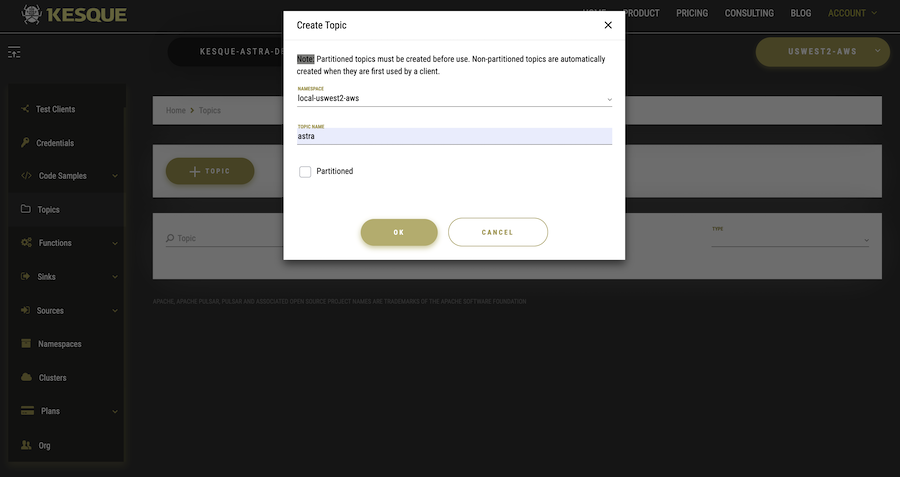 KESQUE
HOME PRODUCT PRICING CONSULTING BLOG ACCOUNT
USWEST2-AWS
Create Topic
Note: Partitioned topics must be created before use. Non-partitioned topics are automatically
created when they are first used by a client.
NAMESPACE
local-uswest2-aws
TOPIC NAME
astra
Partitioned
OK CANCEL
Test Clients
Credentials
Code Samples
Topics
Functions
Sinks
Sources
Namespaces
Clusters
Plans
Org
Home > Topics
TOPIC
Topic
TYPE
APACHE, APACHE PULSAR, PULSAR AND ASSOCIATED OPEN SOURCE PROJECT NAMES ARE TRADEMARKS OF THE APACHE SOFTWARE FOUNDATION